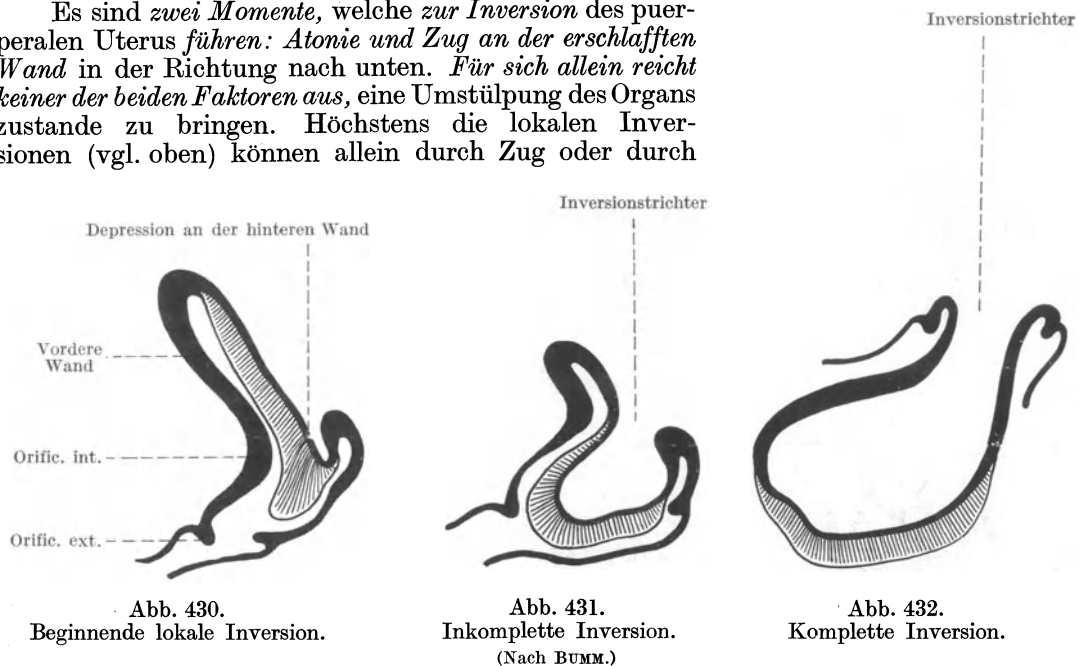 Es sind zwei Momente, welche zur Inversion des puer-
peralen Uterus führen: Atonie und Zug an der erschlafften
Wand in der Richtung nach unten. Für sich allein reicht
keiner der beiden Faktoren aus, eine Umstülpung des Organs
zustande zu bringen. Höchstens die lokalen Inver-
sionen (vgl. oben) können allein durch Zug oder durch
Inversionstrichter
Inversionstrichter
Depression an der hinteren Wand
Vordere
Wand
Orific. int.
Orific. ext.
Abb. 430.
Beginnende lokale Inversion.
Abb. 431.
Inkomplette Inversion.
(Nach BUMM.)
Abb. 432.
Komplette Inversion.